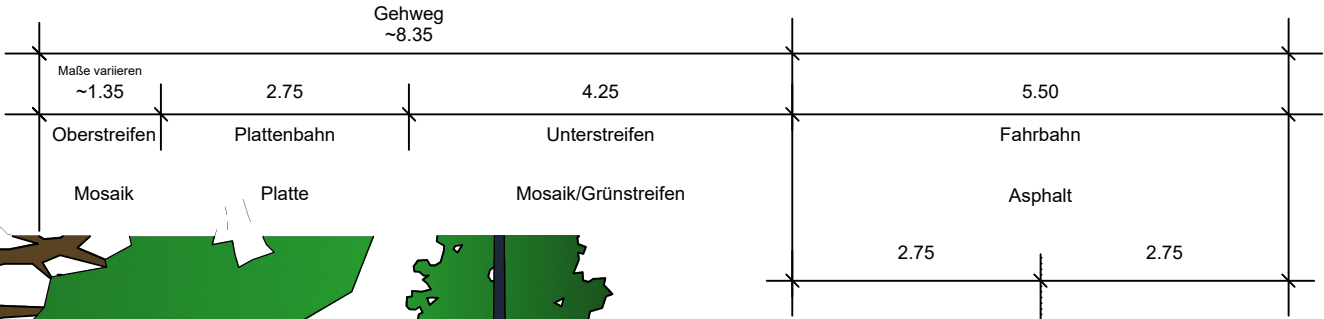 Gehweg
~8.35
Maße variieren
~1.35 2.75 4.25 5.50
Oberstreifen Plattenbahn Unterstreifen Fahrbahn
Mosaik Platte Mosaik/Grünstreifen Asphalt
2.75 2.75